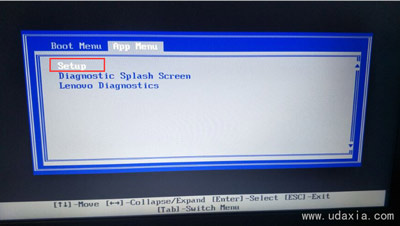 Boot Menu App Menu
Setup
Diagnostic Splash Screen
Lenovo Diagnostics
[↑↓]-Move [←→]-Collapse/Expand [Enter]-Select [ESC]-Exit
[Tab]-Switch Menu
www.udaxia.com